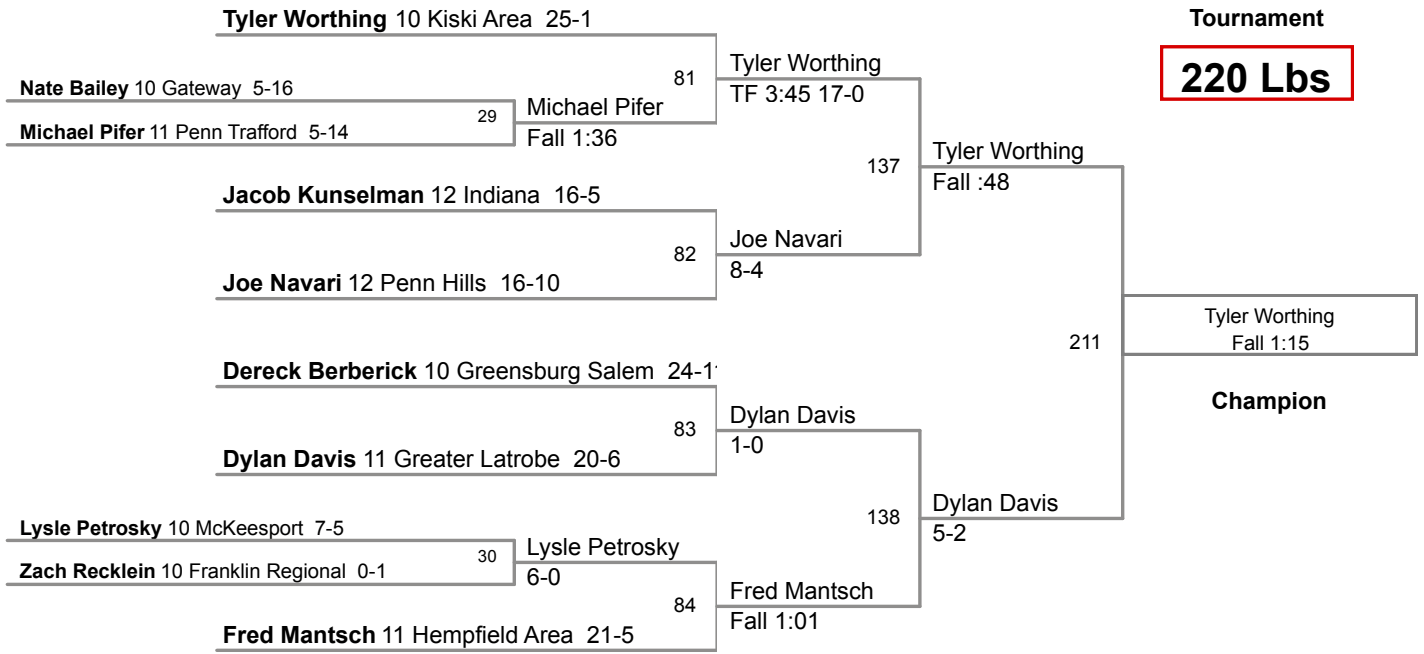 Tyler Worthing 10 Kiski Area 25-1
Tournament
220 Lbs
Nate Bailey 10 Gateway 5-16
29
Michael Pifer 11 Penn Trafford 5-14
Michael Pifer
Fall 1:36
81
Tyler Worthing
TF 3:45 17-0
Jacob Kunselman 12 Indiana 16-5
82
Joe Navari 12 Penn Hills 16-10
Joe Navari
8-4
137
Tyler Worthing
Fall :48
Dereck Berberick 10 Greensburg Salem 24-1
83
Dylan Davis 11 Greater Latrobe 20-6
Dylan Davis
1-0
Lysle Petrosky 10 McKeesport 7-5
30
Zach Recklein 10 Franklin Regional 0-1
Lysle Petrosky
6-0
84
Fred Mantsch 11 Hempfield Area 21-5
Fred Mantsch
Fall 1:01
138
Dylan Davis
5-2
211
Tyler Worthing
Fall 1:15
Champion